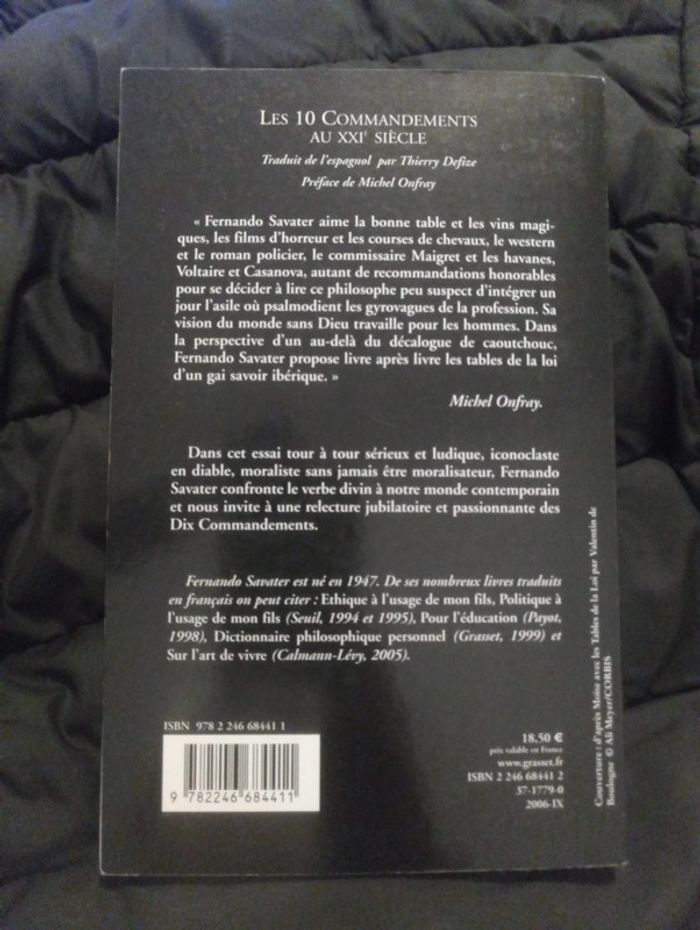 LES 10 COMMANDEMENTS
AU XXIᵉ SIÈCLE
Traduit de l'espagnol par Thierry Defize
Préface de Michel Onfray
« Fernando Savater aime la bonne table et les vins magi-
ques, les films d'horreur et les courses de chevaux, le western
et le roman policier, le commissaire Maigret et les havanes,
Voltaire et Casanova, autant de recommandations honorables
pour se décider à lire ce philosophe peu suspect d'intégrer un
jour l'asile où psalmodient les gyrovagues de la profession. Sa
vision du monde sans Dieu travaille pour les hommes. Dans
la perspective d'un au-delà du décalogue de caoutchouc,
Fernando Savater propose livre après livre les tables de la loi
d'un gai savoir ibérique. »
Michel Onfray.
Dans cet essai tour à tour sérieux et ludique, iconoclaste
en diable, moraliste sans jamais être moralisateur, Fernando
Savater confronte le verbe divin à notre monde contemporain
et nous invite à une relecture jubilatoire et passionnante des
Dix Commandements.
Fernando Savater est né en 1947. De ses nombreux livres traduits
en français on peut citer : Ethique à l'usage de mon fils, Politique à
l'usage de mon fils (Seuil, 1994 et 1995), Pour l'éducation (Payot,
1998), Dictionnaire philosophique personnel (Grasset, 1999) et
Sur l'art de vivre (Calmann-Lévy, 2005).
ISBN 978 2 246 68441 1
9 782246 684411
18.50 €
prix valable en France
www.grasset.fr
ISBN 2 246 68441 2
37-1779-0
2006-IX
Couverture : d'après Moïse avec les Tables de la Loi par Valentin de
Boulogne © Ali Meyer/CORBIS